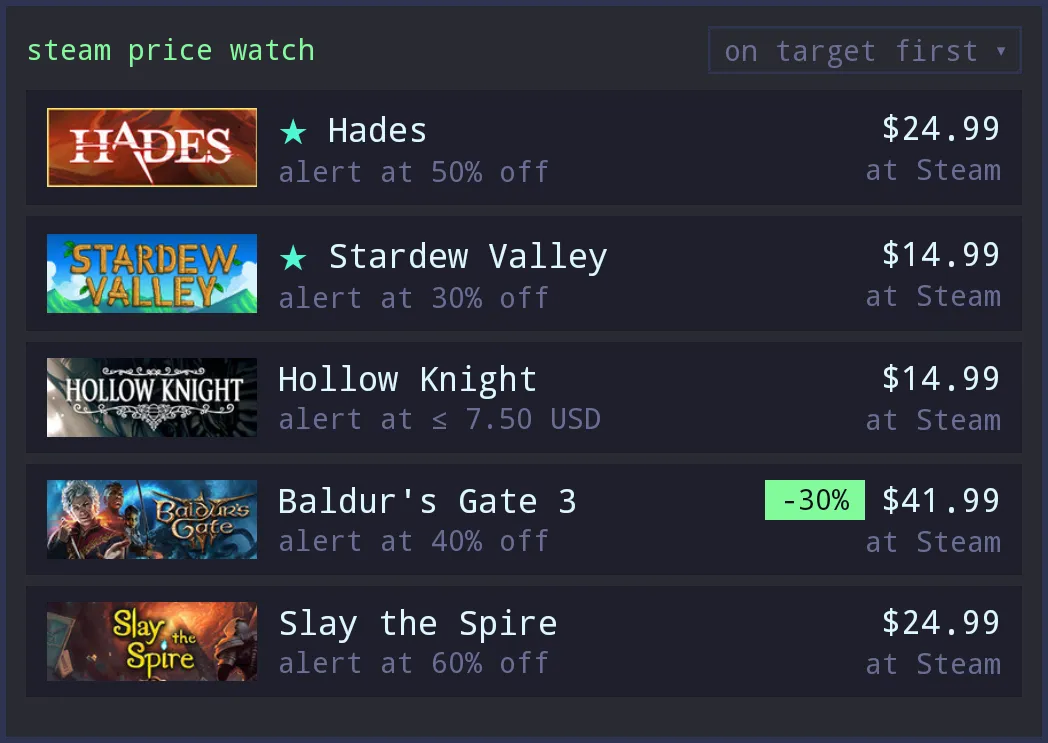 steam price watch
on target first ▾
HADES
★ Hades
$24.99
alert at 50% off
at Steam
STARDEW
VALLEY
★ Stardew Valley
$14.99
alert at 30% off
at Steam
HOLLOW KNIGHT
Hollow Knight
$14.99
alert at ≤ 7.50 USD
at Steam
BALDUR'S
GATE
Baldur's Gate 3
-30%
$41.99
alert at 40% off
at Steam
Slay
the
Spire
Slay the Spire
$24.99
alert at 60% off
at Steam